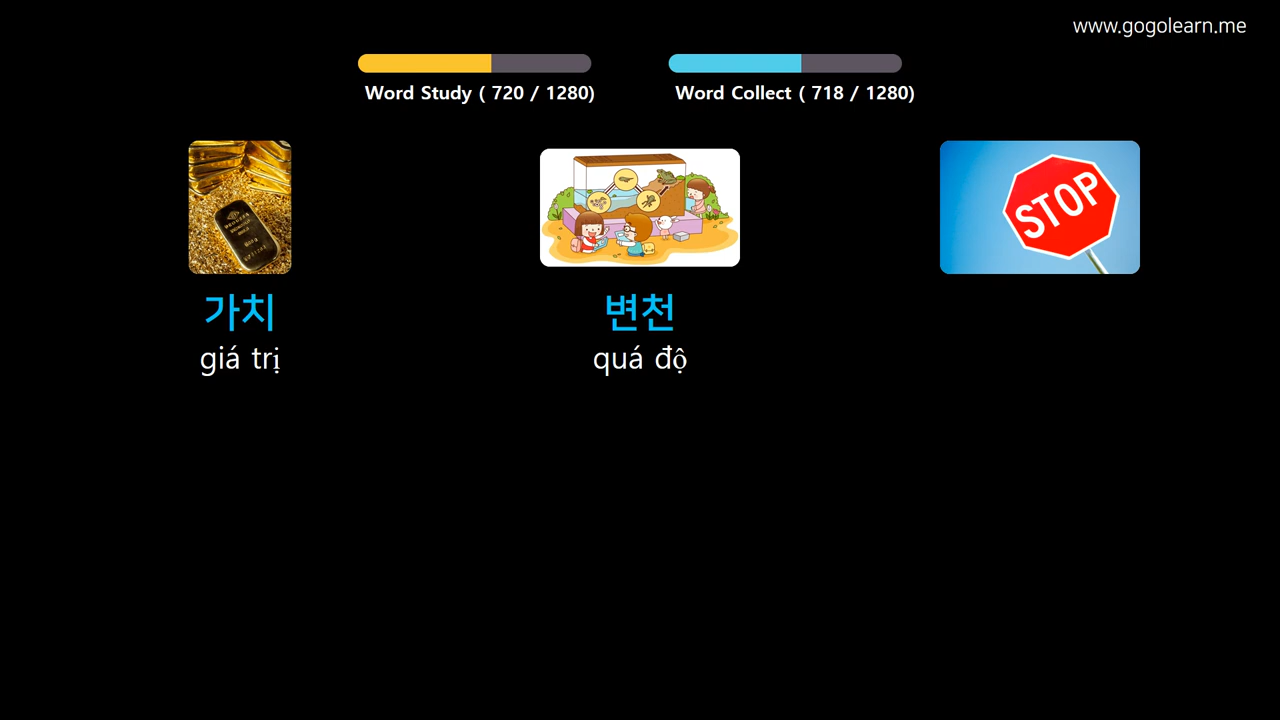 www.gogolearn.me
Word Study ( 720 / 1280)
Word Collect ( 718 / 1280)
STOP
가치
변천
giá trị
quá độ